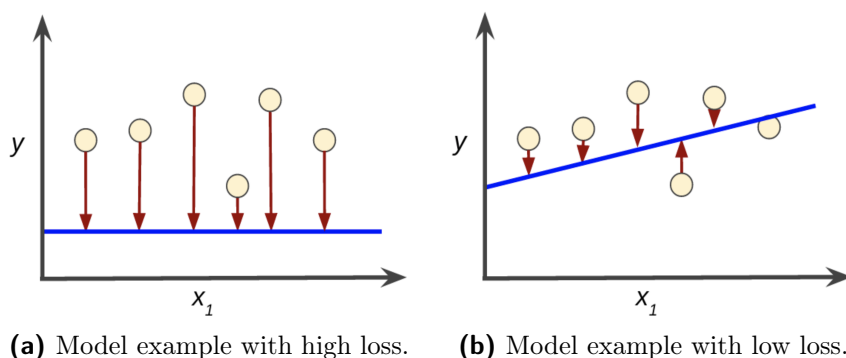 y
x₁
(a) Model example with high loss.
y
x₁
(b) Model example with low loss.